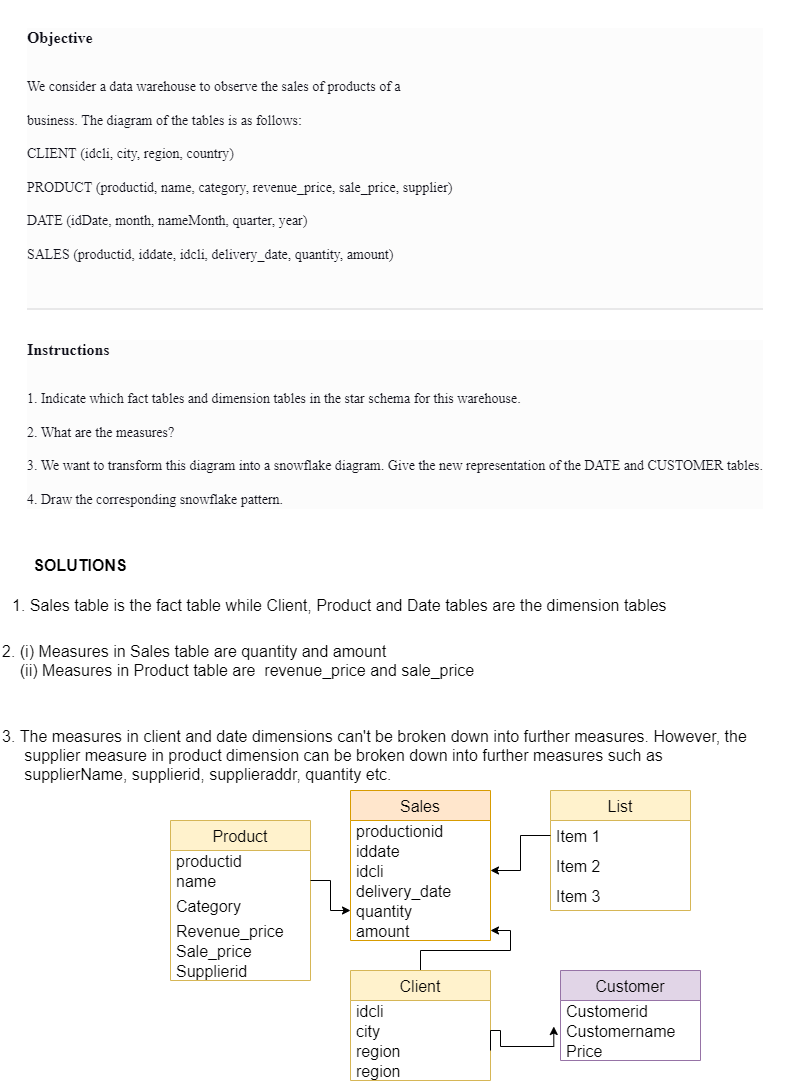 Objective
We consider a data warehouse to observe the sales of products of a
business. The diagram of the tables is as follows:
CLIENT (idcli, city, region, country)
PRODUCT (productid, name, category, revenue_price, sale_price, supplier)
DATE (idDate, month, nameMonth, quarter, year)
SALES (productid, iddate, idcli, delivery_date, quantity, amount)
Instructions
1. Indicate which fact tables and dimension tables in the star schema for this warehouse.
2. What are the measures?
3. We want to transform this diagram into a snowflake diagram. Give the new representation of the DATE and CUSTOMER tables.
4. Draw the corresponding snowflake pattern.
SOLUTIONS
1. Sales table is the fact table while Client, Product and Date tables are the dimension tables
2. (i) Measures in Sales table are quantity and amount
(ii) Measures in Product table are revenue_price and sale_price
3. The measures in client and date dimensions can't be broken down into further measures. However, the
supplier measure in product dimension can be broken down into further measures such as
supplierName, supplierid, supplieraddr, quantity etc.
Product
productid
name
Category
Revenue_price
Sale_price
Supplierid
Sales
productionid
iddate
idcli
delivery_date
quantity
amount
List
Item 1
Item 2
Item 3
Client
idcli
city
region
region
Customer
Customerid
Customername
Price